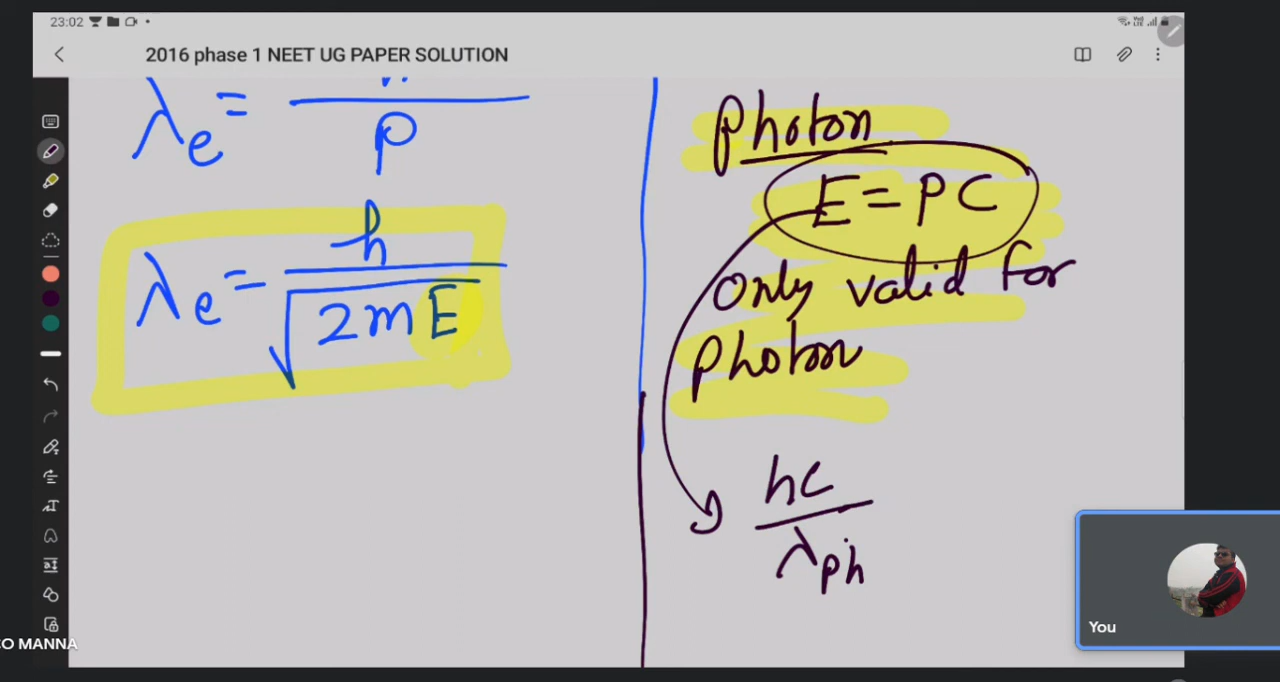 23:02
2016 phase 1 NEET UG PAPER SOLUTION
λe =
P
λe = h
√2mE
Photon
E = PC
Only valid for
Photon
hc
λph
You
CO MANNA